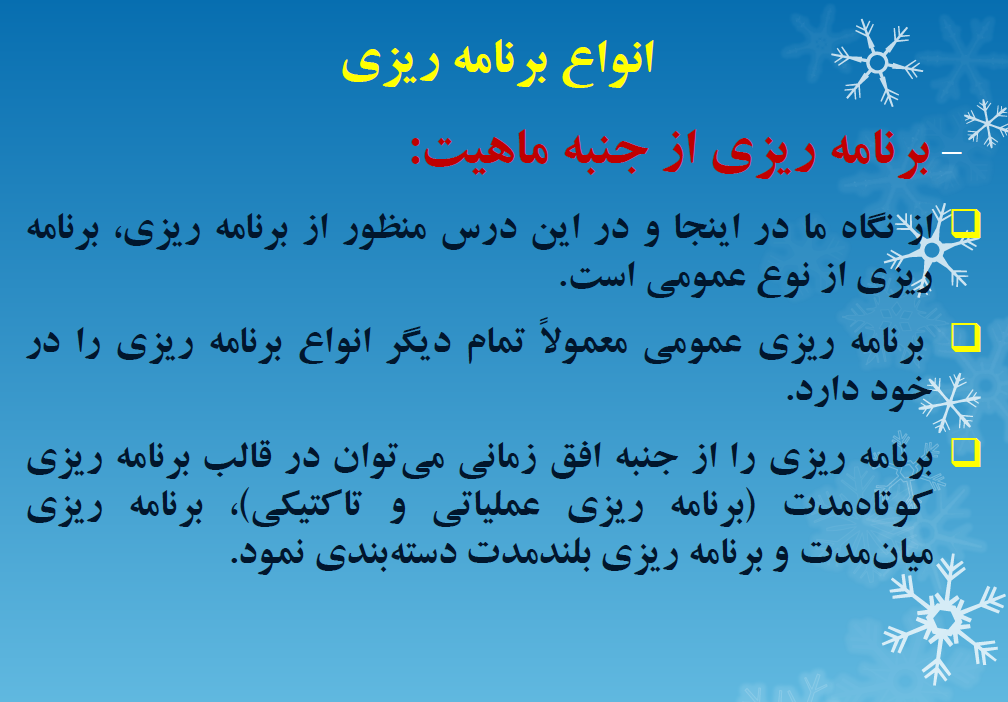 انواع برنامه ریزی
– برنامه ریزی از جنبه ماهیت:
از نگاه ما در اینجا و در این درس منظور از برنامه ریزی، برنامه
ریزی از نوع عمومی است.
برنامه ریزی عمومی معمولاً تمام دیگر انواع برنامه ریزی را در
خود دارد.
برنامه ریزی را از جنبه افق زمانی می‌توان در قالب برنامه ریزی
کوتاه‌مدت (برنامه ریزی عملیاتی و تاکتیکی)، برنامه ریزی
میان‌مدت و برنامه ریزی بلندمدت دسته‌بندی نمود.